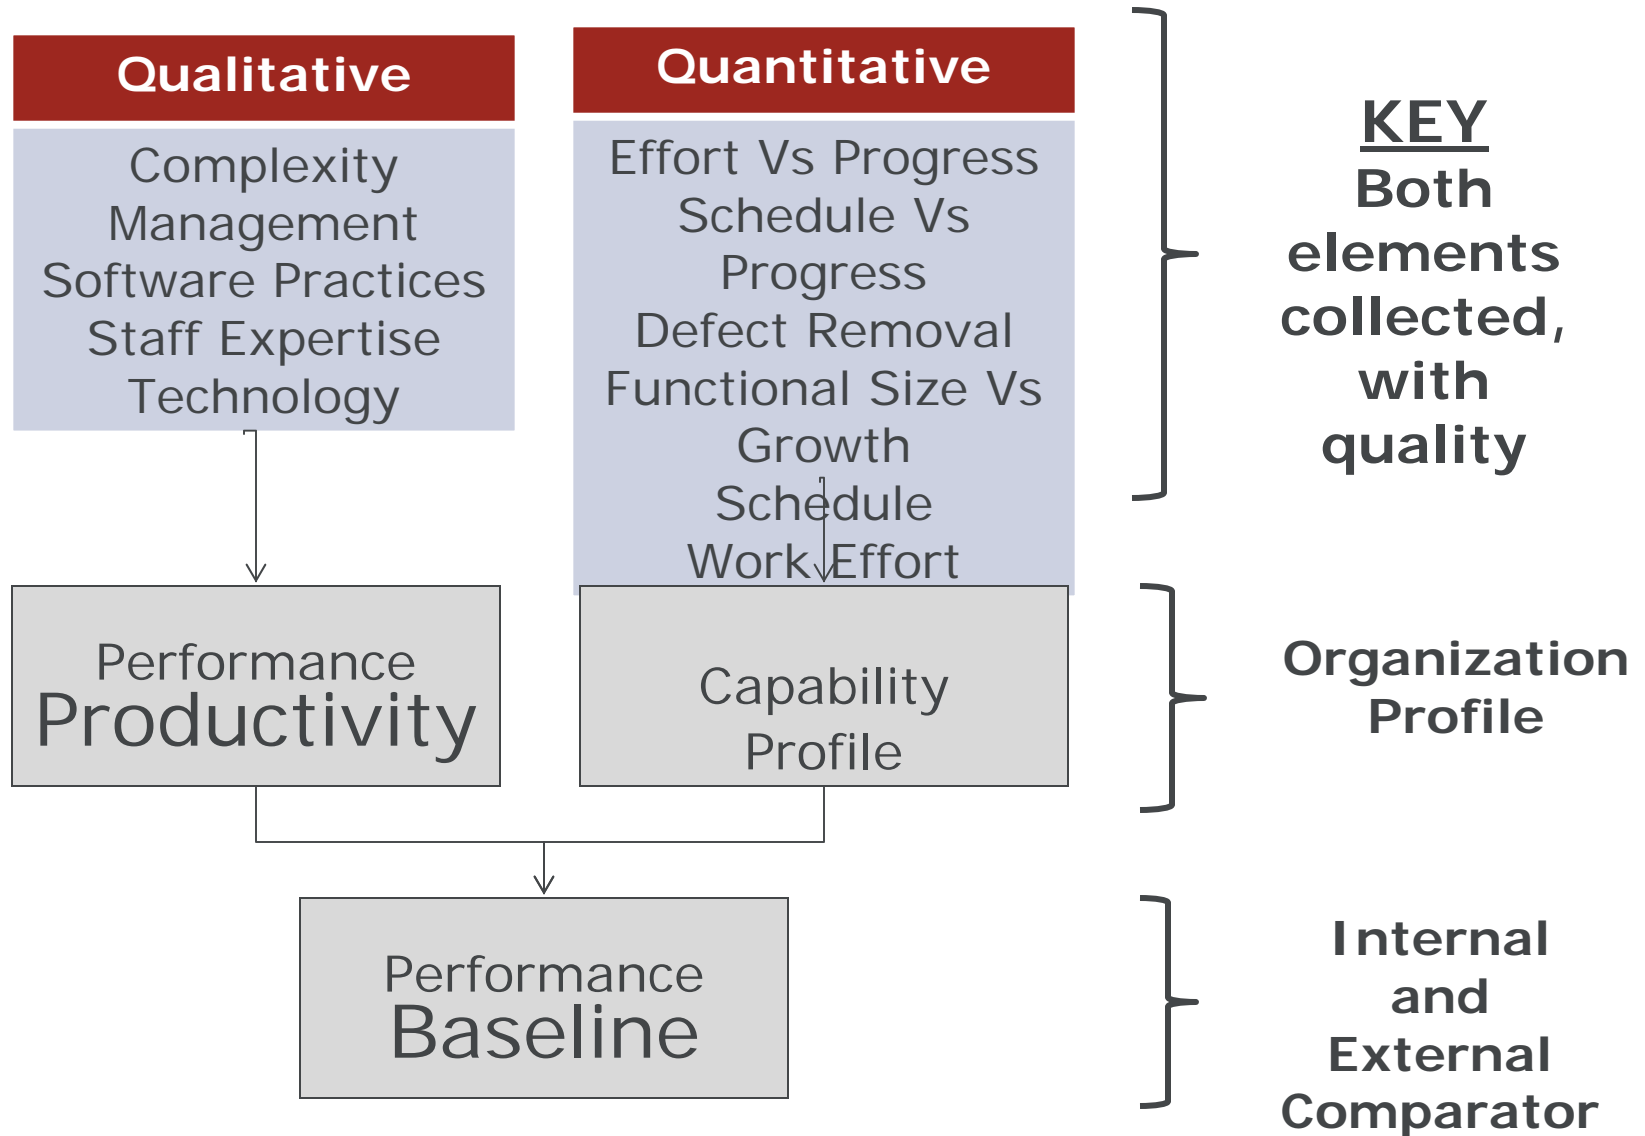 Qualitative
Complexity
Management
Software Practices
Staff Expertise
Technology
Quantitative
Effort Vs Progress
Schedule Vs
Progress
Defect Removal
Functional Size Vs
Growth
Schedule
Work Effort
KEY
Both
elements
collected,
with
quality
Performance
Productivity
Capability
Profile
Organization
Profile
Performance
Baseline
Internal
and
External
Comparator